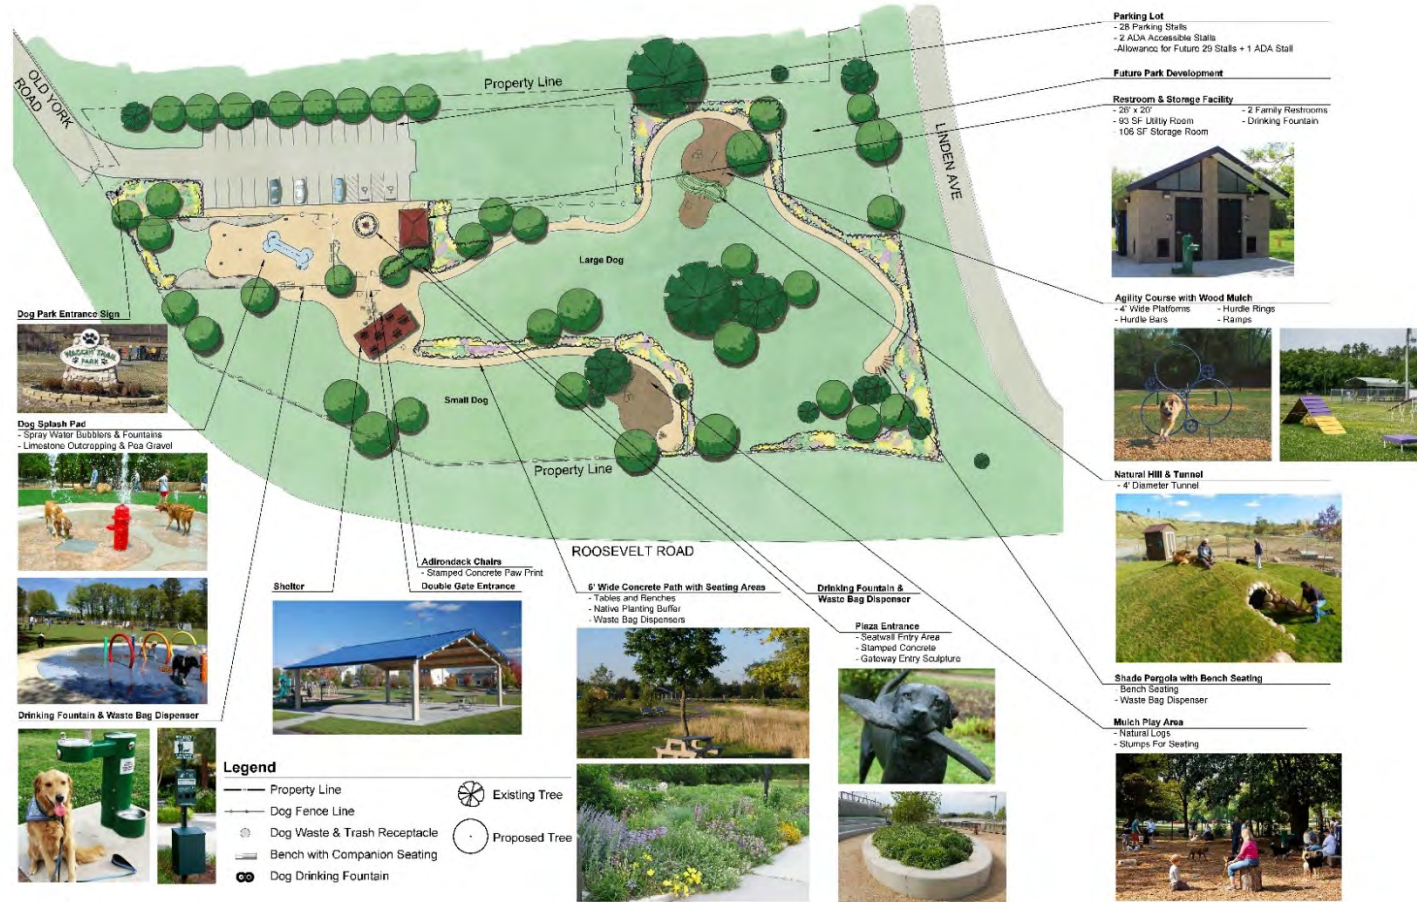 Parking Lot
- 28 Parking Stalls
- 2 ADA Accessible Stalls
-Allowance for Future 29 Stalls + 1 ADA Stall
Future Park Development
Restroom & Storage Facility
- 26' x 20'
- 2 Family Restrooms
- 93 SF Utility Room
- Drinking Fountain
- 106 SF Storage Room
OLD YORK
ROAD
Property Line
LINDEN AVE
Large Dog
Small Dog
Property Line
ROOSEVELT ROAD
Agility Course with Wood Mulch
- 4' Wide Platforms
- Hurdle Rings
- Hurdle Bars
- Ramps
Dog Park Entrance Sign
WAGGIN' TRAIL
PARK
Dog Splash Pad
- Spray Water Bubblers & Fountains
- Limestone Outcropping & Pea Gravel
Natural Hill & Tunnel
- 4' Diameter Tunnel
Adirondack Chairs
- Stamped Concrete Paw Print
Double Gate Entrance
Shelter
6' Wide Concrete Path with Seating Areas
- Tables and Benches
- Native Planting Buffer
- Waste Bag Dispensers
Drinking Fountain &
Waste Bag Dispenser
Plaza Entrance
- Seatwall Entry Area
- Stamped Concrete
- Gateway Entry Sculpture
Shade Pergola with Bench Seating
- Bench Seating
- Waste Bag Dispenser
Mulch Play Area
- Natural Logs
- Stumps For Seating
Drinking Fountain & Waste Bag Dispenser
Legend
Property Line
Dog Fence Line
Dog Waste & Trash Receptacle
Bench with Companion Seating
Dog Drinking Fountain
Existing Tree
Proposed Tree